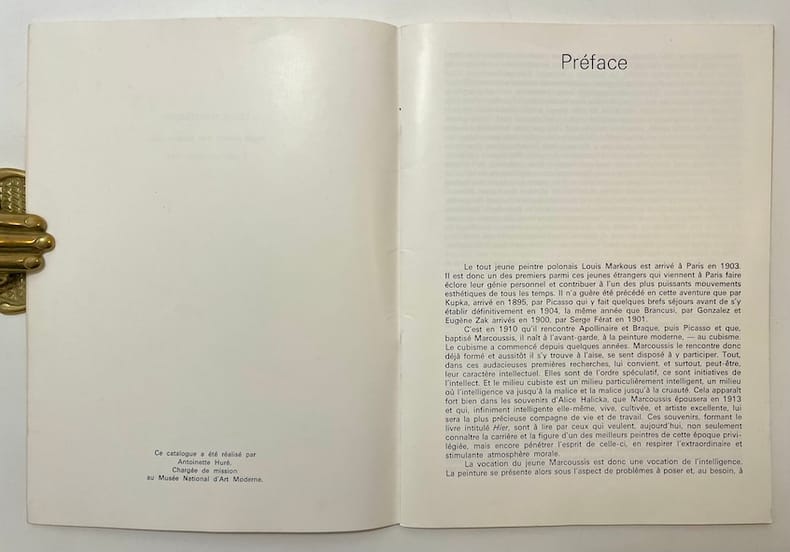 Ce catalogue a été réalisé par
Antoinette Huré,
Chargée de mission
au Musée National d'Art Moderne.
Préface
Le tout jeune peintre polonais Louis Markous est arrivé à Paris en 1903.
Il est donc un des premiers parmi ces jeunes étrangers qui viennent à Paris faire
éclore leur génie personnel et contribuer à l'un des plus puissants mouvements
esthétiques de tous les temps. Il n'a guère été précédé en cette aventure que par
Kupka, arrivé en 1895, par Picasso qui y fait quelques brefs séjours avant de s'y
établir définitivement en 1904, la même année que Brancusi, par Gonzalez et
Eugène Zak arrivés en 1900, par Serge Férat en 1901.
C'est en 1910 qu'il rencontre Apollinaire et Braque, puis Picasso et que,
baptisé Marcoussis, il naît à l'avant-garde, à la peinture moderne, — au cubisme.
Le cubisme a commencé depuis quelques années. Marcoussis le rencontre donc
déjà formé et aussitôt il s'y trouve à l'aise, se sent disposé à y participer. Tout,
dans ces audacieuses premières recherches, lui convient, et surtout, peut-être,
leur caractère intellectuel. Elles sont de l'ordre spéculatif, ce sont initiatives de
l'intellect. Et le milieu cubiste est un milieu particulièrement intelligent, un milieu
où l'intelligence va jusqu'à la malice et la malice jusqu'à la cruauté. Cela apparaît
fort bien dans les souvenirs d'Alice Halicka, que Marcoussis épousera en 1913
et qui, infiniment intelligente elle-même, vive, cultivée, et artiste excellente, lui
sera la plus précieuse compagne de vie et de travail. Ces souvenirs, formant le
livre intitulé Hier, sont à lire par ceux qui veulent, aujourd'hui, non seulement
connaître la carrière et la figure d'un des meilleurs peintres de cette époque privi-
légiée, mais encore pénétrer l'esprit de celle-ci, en respirer l'extraordinaire et
stimulante atmosphère morale.
La vocation du jeune Marcoussis est donc une vocation de l'intelligence.
La peinture se présente alors sous l'aspect de problèmes à poser et, au besoin, à